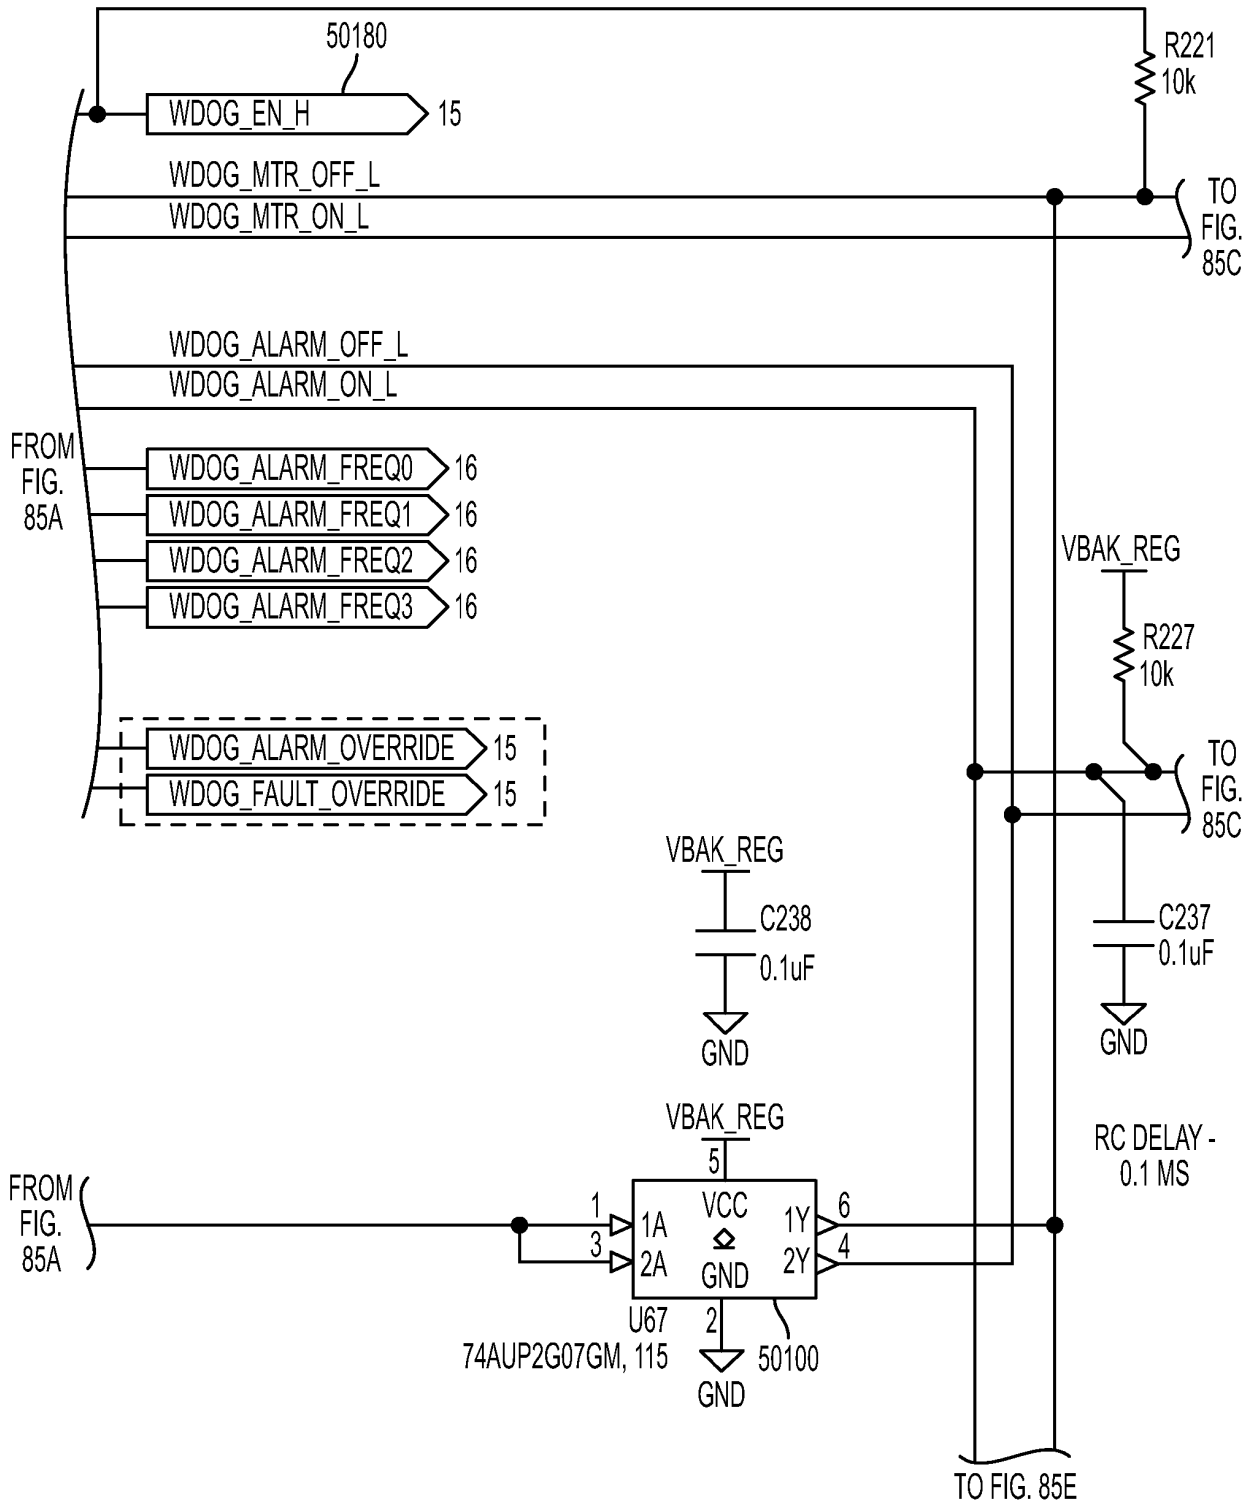 50180
R221
10k
WDOG_EN_H
15
WDOG_MTR_OFF_L
WDOG_MTR_ON_L
TO
FIG.
85C
WDOG_ALARM_OFF_L
WDOG_ALARM_ON_L
FROM
FIG.
85A
WDOG_ALARM_FREQ0
16
WDOG_ALARM_FREQ1
16
WDOG_ALARM_FREQ2
16
WDOG_ALARM_FREQ3
16
VBAK_REG
R227
10k
WDOG_ALARM_OVERRIDE
15
WDOG_FAULT_OVERRIDE
15
TO
FIG.
85C
VBAK_REG
C238
0.1uF
GND
C237
0.1uF
GND
RC DELAY -
0.1 MS
VBAK_REG
5
FROM
FIG.
85A
1
3
1A
2A
VCC
GND
1Y
2Y
6
4
U67
74AUP2G07GM, 115
2
GND
50100
TO FIG. 85E